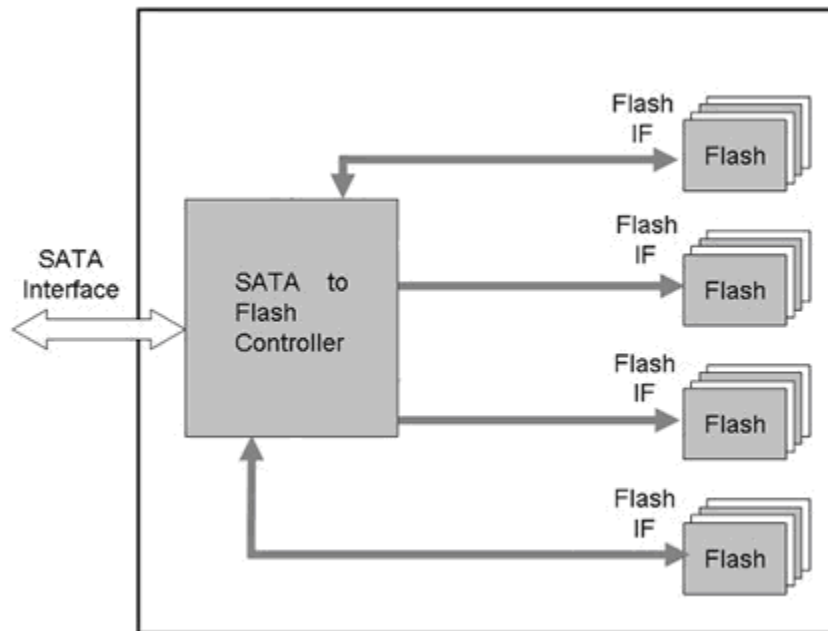 SATA
Interface
SATA to
Flash
Controller
Flash
IF
Flash
Flash
IF
Flash
Flash
IF
Flash
Flash
IF
Flash